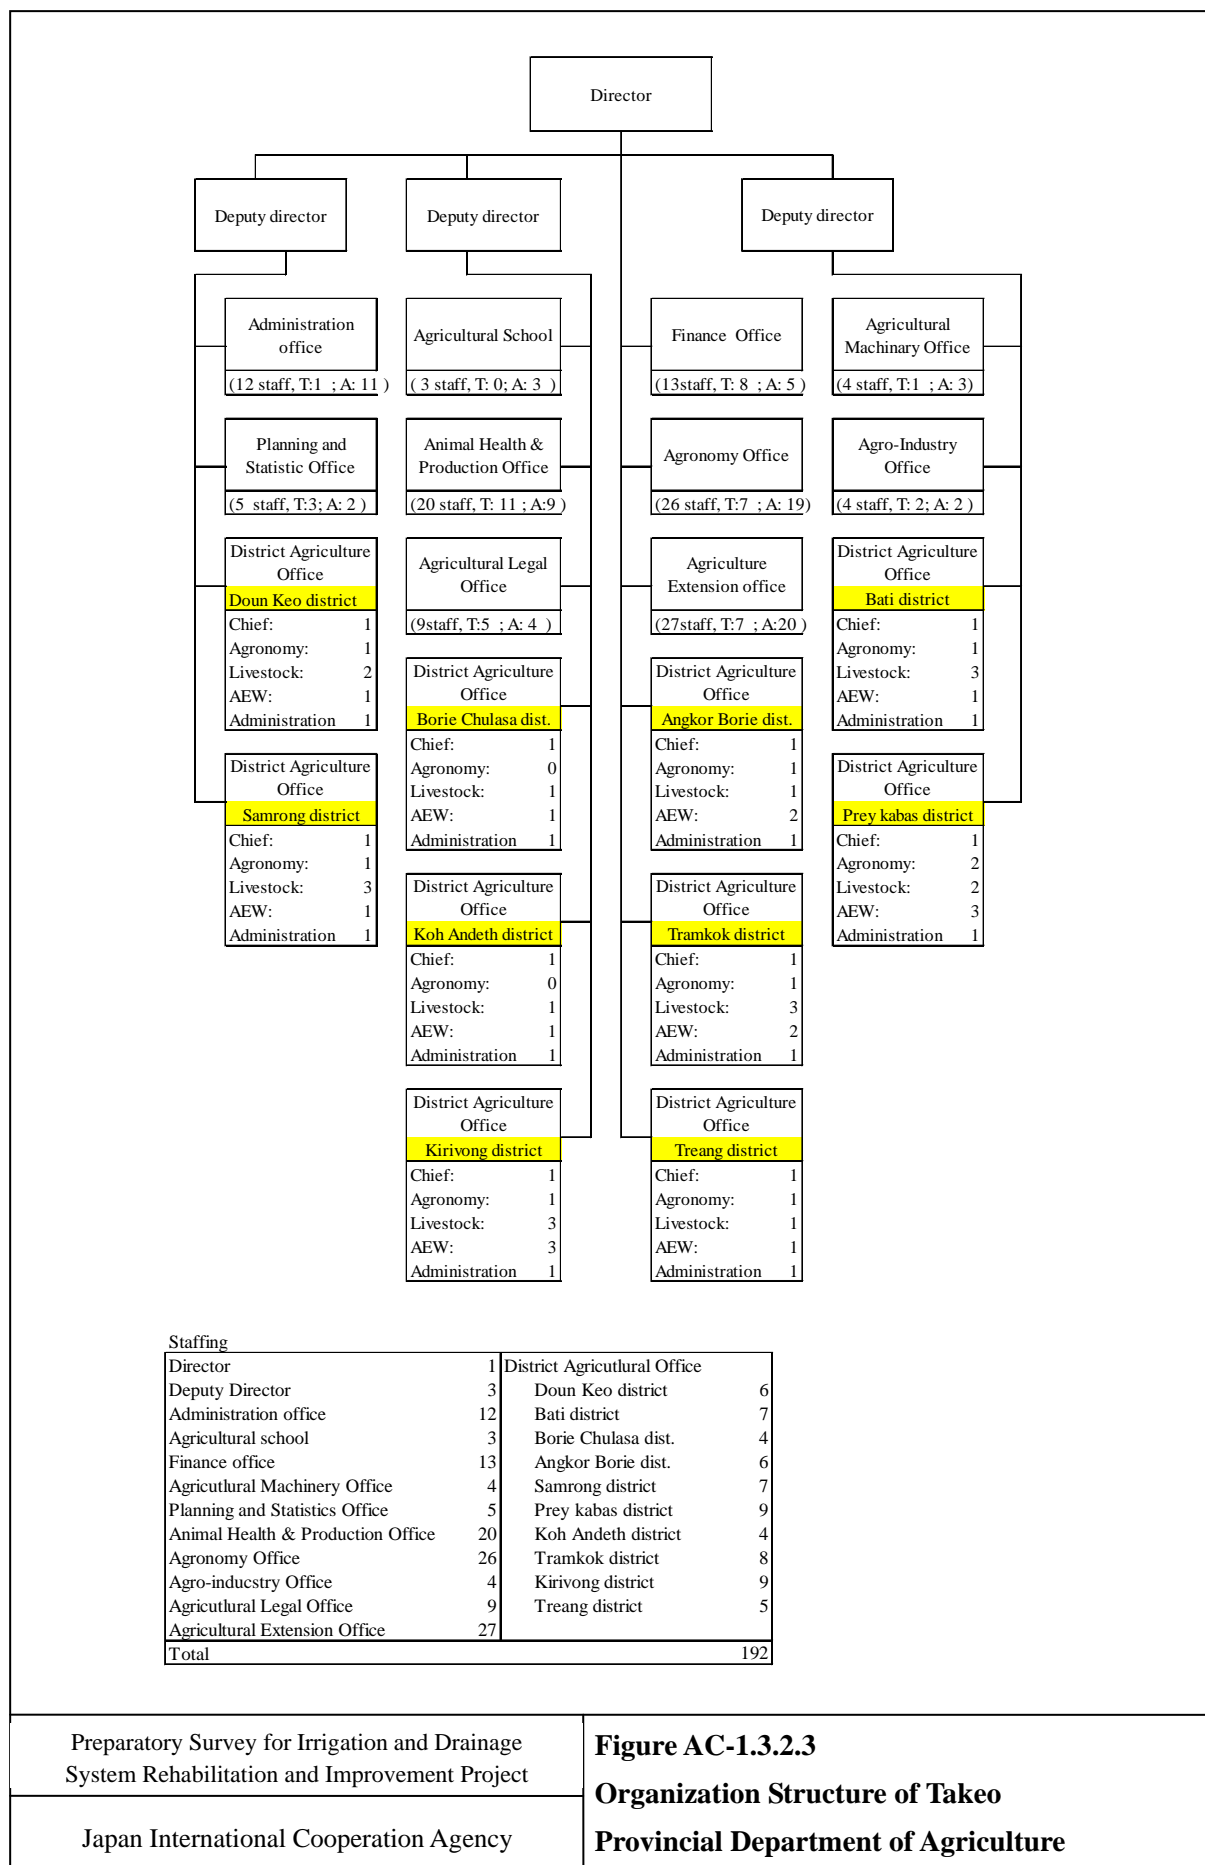 Director
Deputy director
Deputy director
Deputy director
Administration
office
(12 staff, T:1 ; A: 11 )
Agricultural School
( 3 staff, T: 0; A: 3 )
Finance Office
(13staff, T: 8 ; A: 5 )
Agricultural
Machinary Office
(4 staff, T:1 ; A: 3)
Planning and
Statistic Office
(5 staff, T:3; A: 2 )
Animal Health &
Production Office
(20 staff, T: 11 ; A:9 )
Agronomy Office
(26 staff, T:7 ; A: 19)
Agro-Industry
Office
(4 staff, T: 2; A: 2 )
District Agriculture
Office
Doun Keo district
Chief: 1
Agronomy: 1
Livestock: 2
AEW: 1
Administration 1
Agricultural Legal
Office
(9staff, T:5 ; A: 4 )
Agriculture
Extension office
(27staff, T:7 ; A:20 )
District Agriculture
Office
Bati district
Chief: 1
Agronomy: 1
Livestock: 3
AEW: 1
Administration 1
District Agriculture
Office
Borie Chulasa dist.
Chief: 1
Agronomy: 0
Livestock: 1
AEW: 1
Administration 1
District Agriculture
Office
Angkor Borie dist.
Chief: 1
Agronomy: 1
Livestock: 1
AEW: 2
Administration 1
District Agriculture
Office
Samrong district
Chief: 1
Agronomy: 1
Livestock: 3
AEW: 1
Administration 1
District Agriculture
Office
Prey kabas district
Chief: 1
Agronomy: 2
Livestock: 2
AEW: 3
Administration 1
District Agriculture
Office
Koh Andeth district
Chief: 1
Agronomy: 0
Livestock: 1
AEW: 1
Administration 1
District Agriculture
Office
Tramkok district
Chief: 1
Agronomy: 1
Livestock: 3
AEW: 2
Administration 1
District Agriculture
Office
Kirivong district
Chief: 1
Agronomy: 1
Livestock: 3
AEW: 3
Administration 1
District Agriculture
Office
Treang district
Chief: 1
Agronomy: 1
Livestock: 1
AEW: 1
Administration 1
Staffing
Director 1 District Agricutlural Office
Deputy Director 3 Doun Keo district 6
Administration office 12 Bati district 7
Agricultural school 3 Borie Chulasa dist. 4
Finance office 13 Angkor Borie dist. 6
Agricutlural Machinery Office 4 Samrong district 7
Planning and Statistics Office 5 Prey kabas district 9
Animal Health & Production Office 20 Koh Andeth district 4
Agronomy Office 26 Tramkok district 8
Agro-inducstry Office 4 Kirivong district 9
Agricutlural Legal Office 9 Treang district 5
Agricultural Extension Office 27
Total 192
Preparatory Survey for Irrigation and Drainage
System Rehabilitation and Improvement Project
Japan International Cooperation Agency
Figure AC-1.3.2.3
Organization Structure of Takeo
Provincial Department of Agriculture